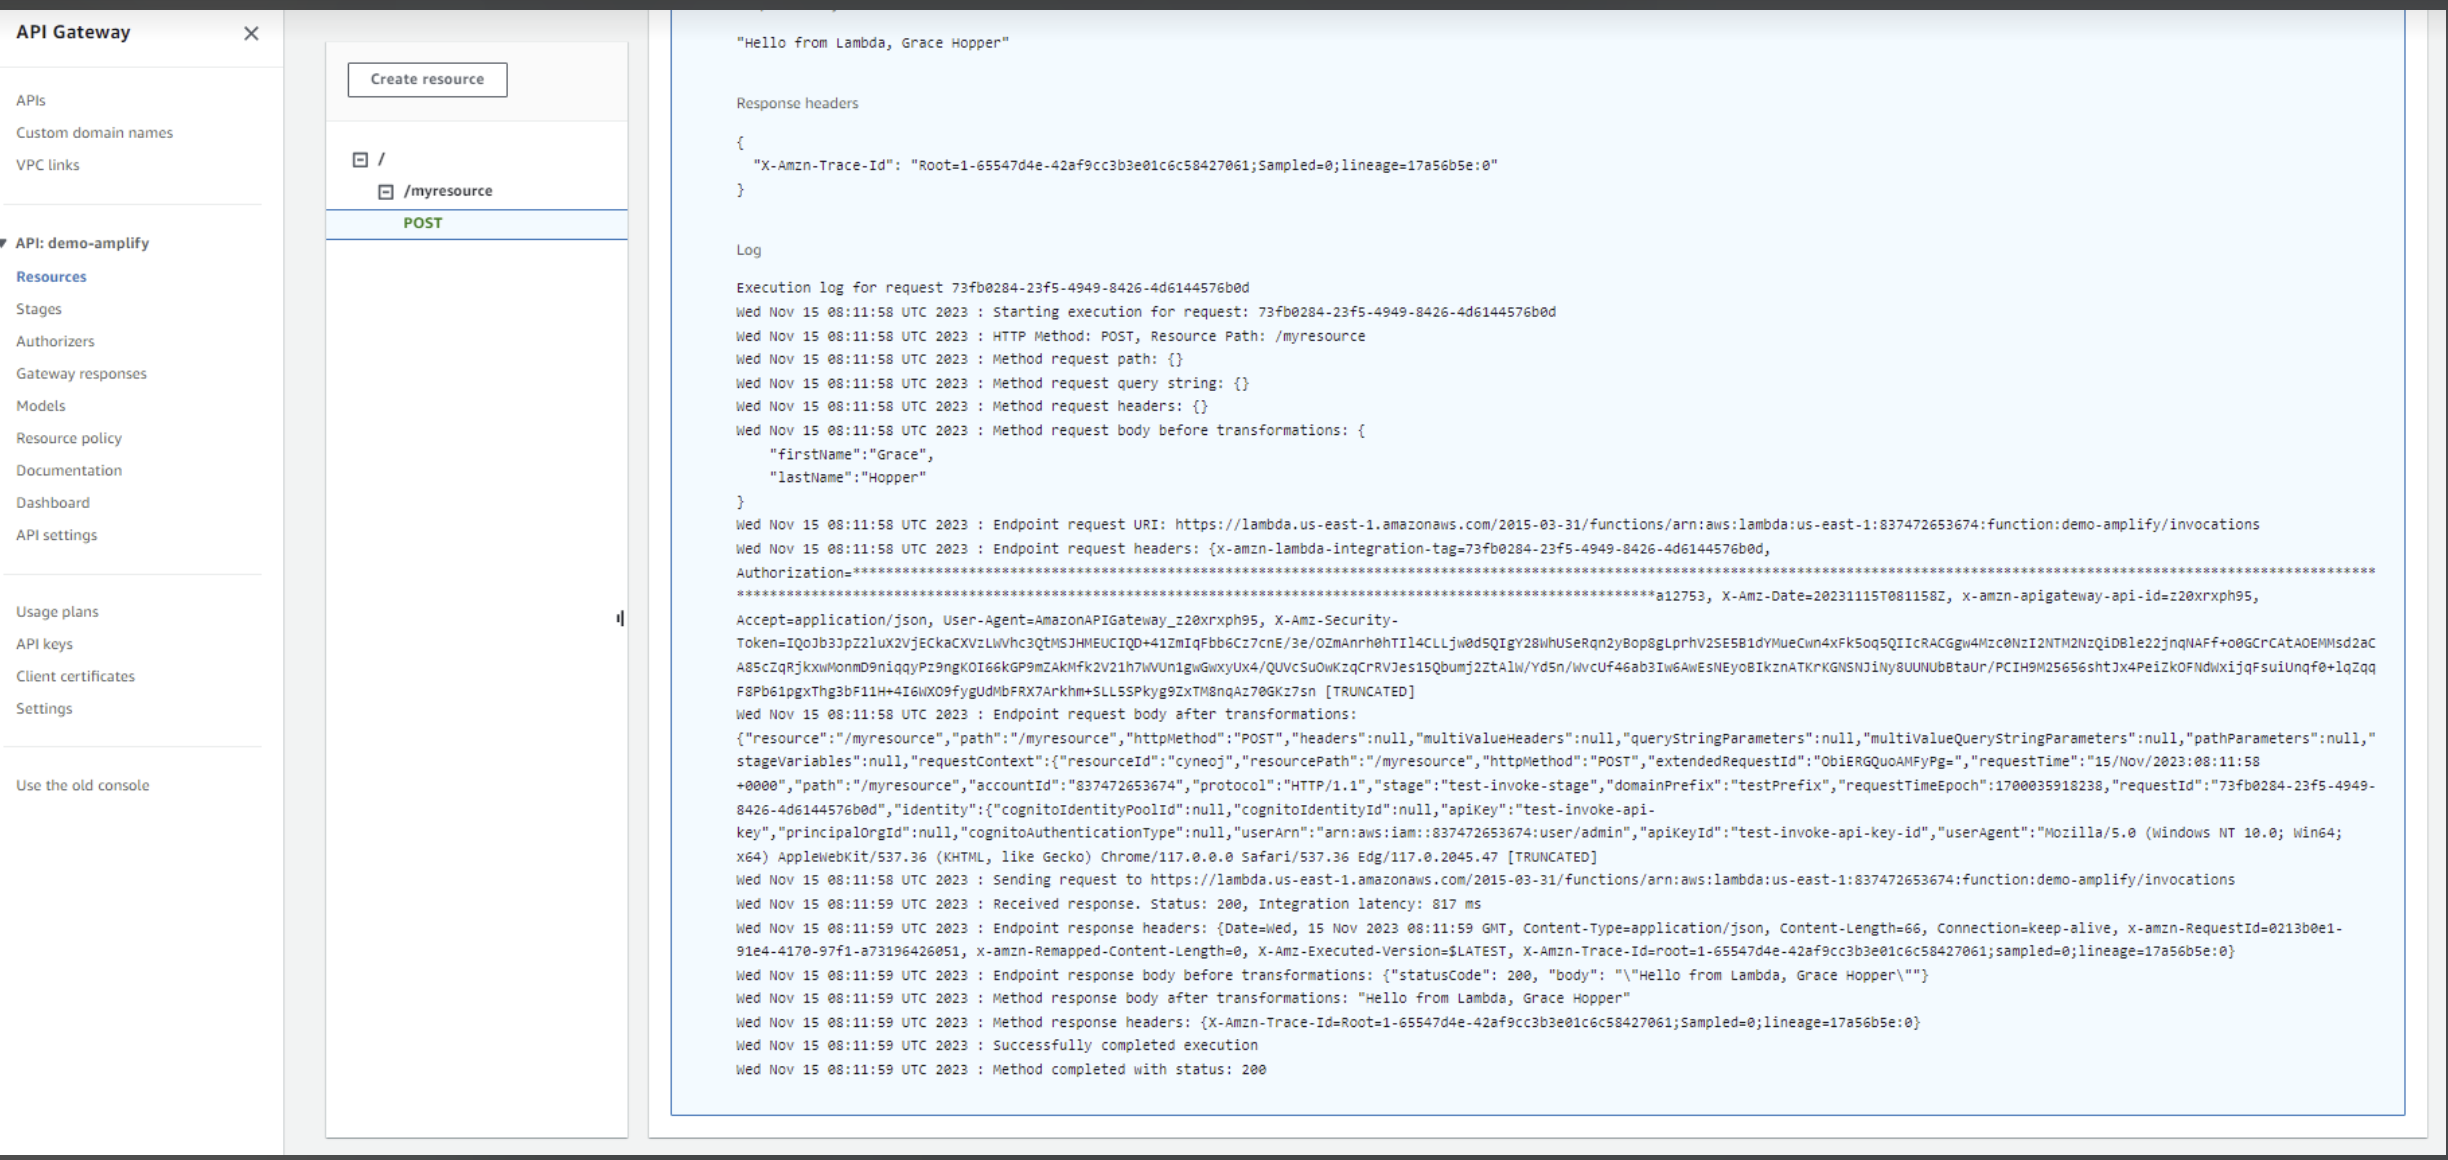 API Gateway
APIs
Custom domain names
VPC links
API: demo-amplify
Resources
Stages
Authorizers
Gateway responses
Models
Resource policy
Documentation
Dashboard
API settings
Usage plans
API keys
Client certificates
Settings
Use the old console
Create resource
/
/myresource
POST
"Hello from Lambda, Grace Hopper"
Response headers
{
"X-Amzn-Trace-Id": "Root=1-65547d4e-42af9cc3b3e01c6c58427061;Sampled=0;lineage=17a56b5e:0"
}
Log
Execution log for request 73fb0284-23f5-4949-8426-4d6144576b0d
Wed Nov 15 08:11:58 UTC 2023 : Starting execution for request: 73fb0284-23f5-4949-8426-4d6144576b0d
Wed Nov 15 08:11:58 UTC 2023 : HTTP Method: POST, Resource Path: /myresource
Wed Nov 15 08:11:58 UTC 2023 : Method request path: {}
Wed Nov 15 08:11:58 UTC 2023 : Method request query string: {}
Wed Nov 15 08:11:58 UTC 2023 : Method request headers: {}
Wed Nov 15 08:11:58 UTC 2023 : Method request body before transformations: {
"firstName":"Grace",
"lastName":"Hopper"
}
Wed Nov 15 08:11:58 UTC 2023 : Endpoint request URI: https://lambda.us-east-1.amazonaws.com/2015-03-31/functions/arn:aws:lambda:us-east-1:837472653674:function:demo-amplify/invocations
Wed Nov 15 08:11:58 UTC 2023 : Endpoint request headers: {x-amzn-lambda-integration-tag=73fb0284-23f5-4949-8426-4d6144576b0d,
Authorization=
a12753, X-Amz-Date=20231115T081158Z, x-amzn-apigateway-api-id=z20xrxph95,
Accept=application/json, User-Agent=AmazonAPIGateway_z20xrxph95, X-Amz-Security-
[TRUNCATED]
Wed Nov 15 08:11:58 UTC 2023 : Endpoint request body after transformations:
{"resource":"/myresource","path":"/myresource","httpMethod":"POST","headers":null,"multiValueHeaders":null,"queryStringParameters":null,"multiValueQueryStringParameters":null,"pathParameters":null,"
stageVariables":null,"requestContext":{"resourceId":"cyneoj","resourcePath":"/myresource","httpMethod":"POST","extendedRequestId":"ObiERGQuoAMFyPg=","requestTime":"15/Nov/2023:08:11:58
+0000","path":"/myresource","accountId":"837472653674","protocol":"HTTP/1.1","stage":"test-invoke-stage","domainPrefix":"testPrefix","requestTimeEpoch":1700035918238,"requestId":"73fb0284-23f5-4949-
8426-4d6144576b0d","identity":{"cognitoIdentityPoolId":null,"cognitoIdentityId":null,"apiKey":"test-invoke-api-
key","principalOrgId":null,"cognitoAuthenticationType":null,"userArn":"arn:aws:iam::837472653674:user/admin","apiKeyId":"test-invoke-api-key-id","userAgent":"Mozilla/5.0 (Windows NT 10.0; Win64;
x64) AppleWebKit/537.36 (KHTML, like Gecko) Chrome/117.0.0.0 Safari/537.36 Edg/117.0.2045.47 [TRUNCATED]
Wed Nov 15 08:11:58 UTC 2023 : Sending request to https://lambda.us-east-1.amazonaws.com/2015-03-31/functions/arn:aws:lambda:us-east-1:837472653674:function:demo-amplify/invocations
Wed Nov 15 08:11:59 UTC 2023 : Received response. Status: 200, Integration latency: 817 ms
Wed Nov 15 08:11:59 UTC 2023 : Endpoint response headers: {Date=Wed, 15 Nov 2023 08:11:59 GMT, Content-Type=application/json, Content-Length=66, Connection=keep-alive, x-amzn-RequestId=0213b0e1-
91e4-4170-97f1-a73196426051, x-amzn-Remapped-Content-Length=0, X-Amz-Executed-Version=$LATEST, X-Amzn-Trace-Id=root=1-65547d4e-42af9cc3b3e01c6c58427061;sampled=0;lineage=17a56b5e:0}
Wed Nov 15 08:11:59 UTC 2023 : Endpoint response body before transformations: {"statusCode": 200, "body": "\"Hello from Lambda, Grace Hopper\""}
Wed Nov 15 08:11:59 UTC 2023 : Method response body after transformations: "Hello from Lambda, Grace Hopper"
Wed Nov 15 08:11:59 UTC 2023 : Method response headers: {X-Amzn-Trace-Id=Root=1-65547d4e-42af9cc3b3e01c6c58427061;Sampled=0;lineage=17a56b5e:0}
Wed Nov 15 08:11:59 UTC 2023 : Successfully completed execution
Wed Nov 15 08:11:59 UTC 2023 : Method completed with status: 200